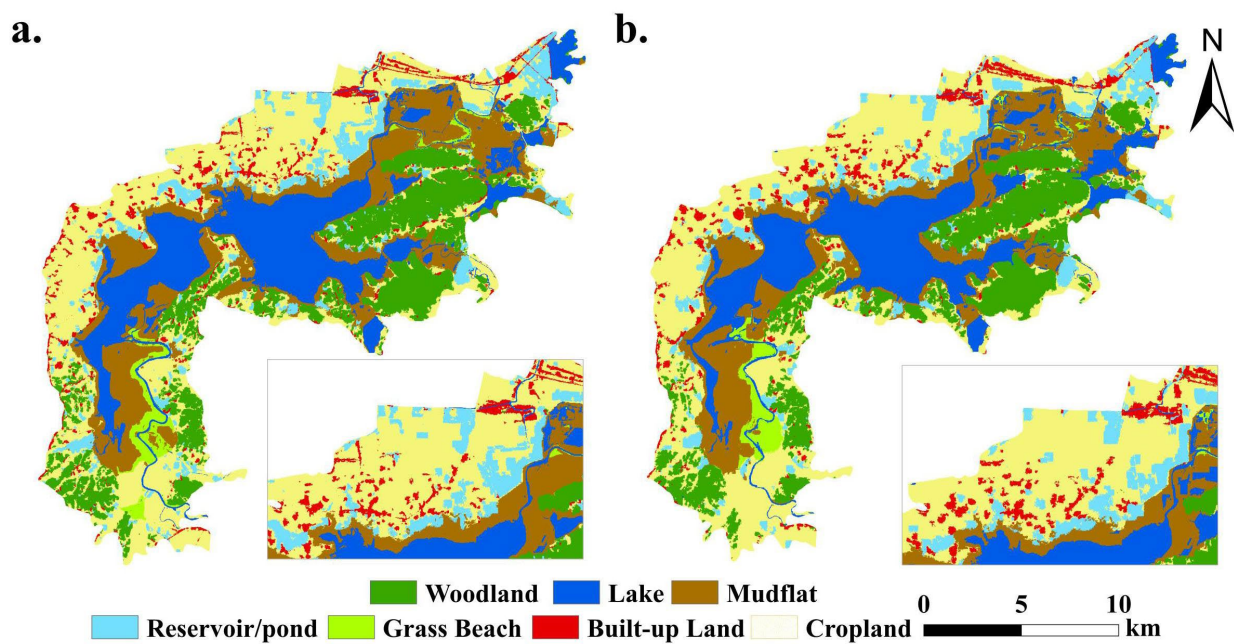 a.
b.
N
Woodland Lake Mudflat
Reservoir/pond Grass Beach Built-up Land Cropland
0 5 10
km